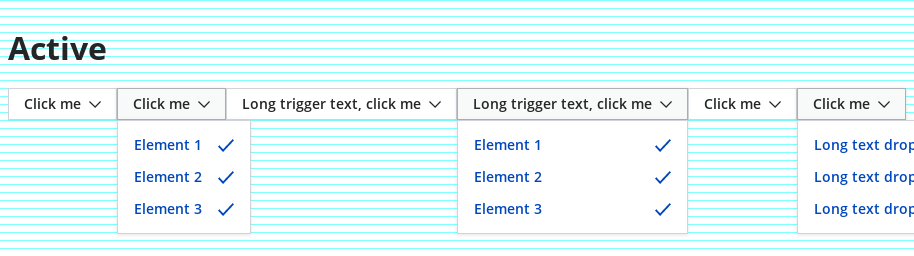 Active
Click me Click me Long trigger text, click me Long trigger text, click me Click me Click me
Element 1 Element 1 Long text drop
Element 2 Element 2 Long text drop
Element 3 Element 3 Long text drop